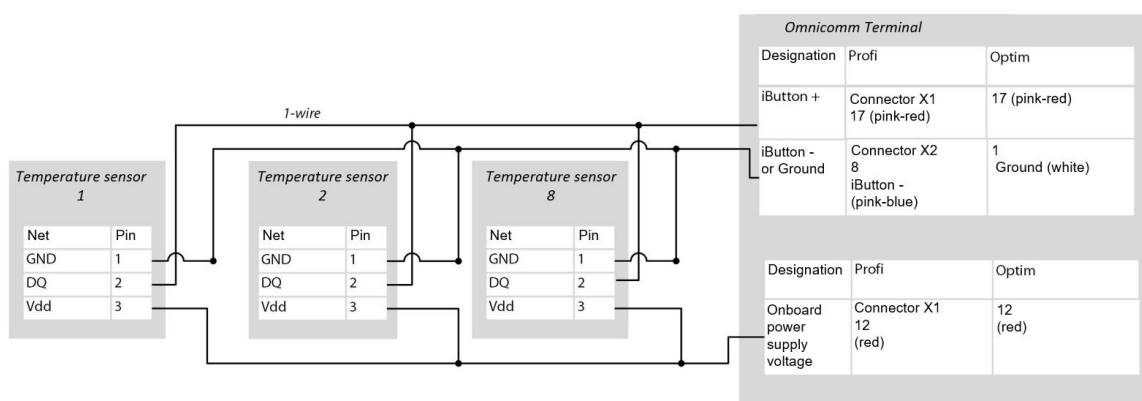 Omnicomm Terminal
Designation Profi Optim
iButton + Connector X1 17 (pink-red)
17 (pink-red)
iButton - Connector X2 1
or Ground 8 Ground (white)
iButton -
(pink-blue)
1-wire
Temperature sensor
1
Net Pin
GND 1
DQ 2
Vdd 3
Temperature sensor
2
Net Pin
GND 1
DQ 2
Vdd 3
Temperature sensor
8
Net Pin
GND 1
DQ 2
Vdd 3
Designation Profi Optim
Onboard Connector X1 12
power 12 (red)
supply (red)
voltage